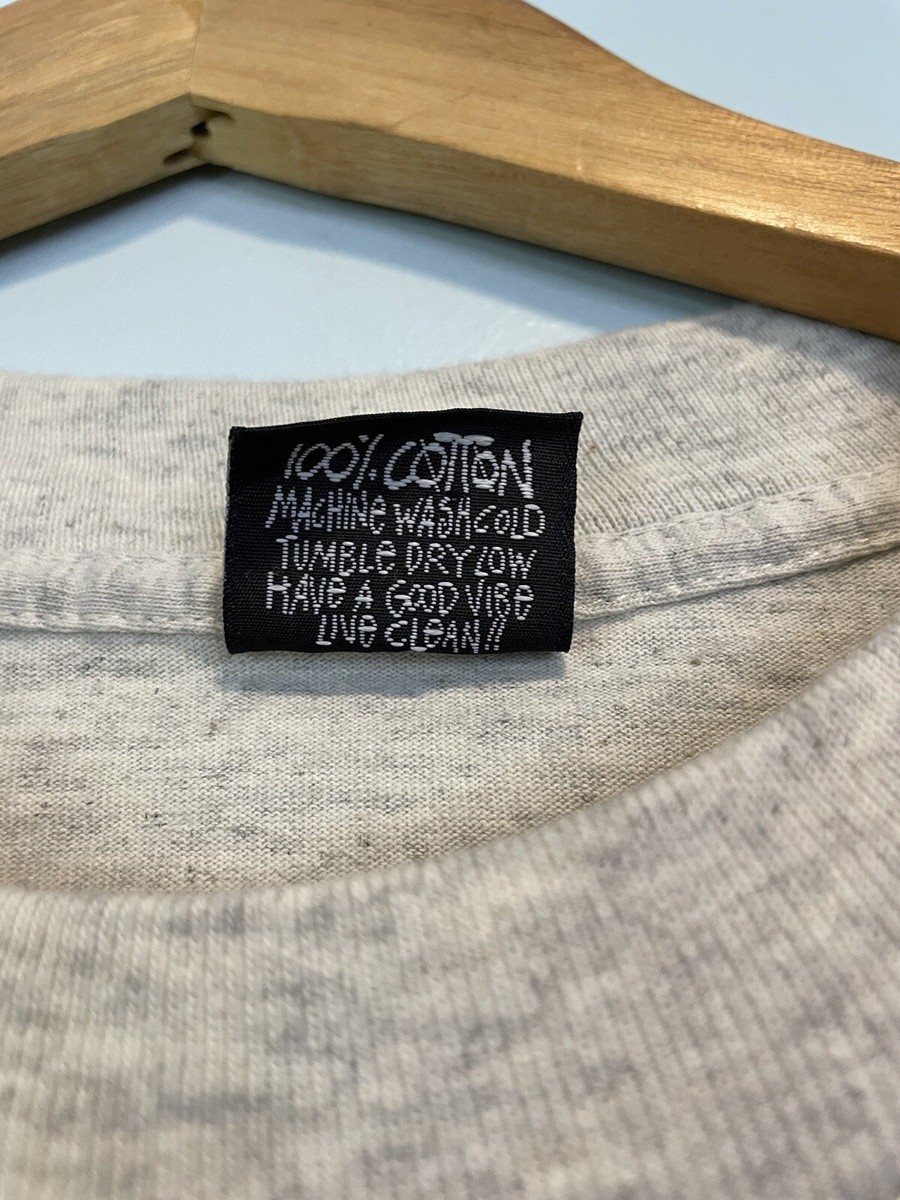 100% COTTON
MACHINE WASH COLD
TUMBLE DRY LOW
HAVE A GOOD VIBE
LIVE CLEAN!!